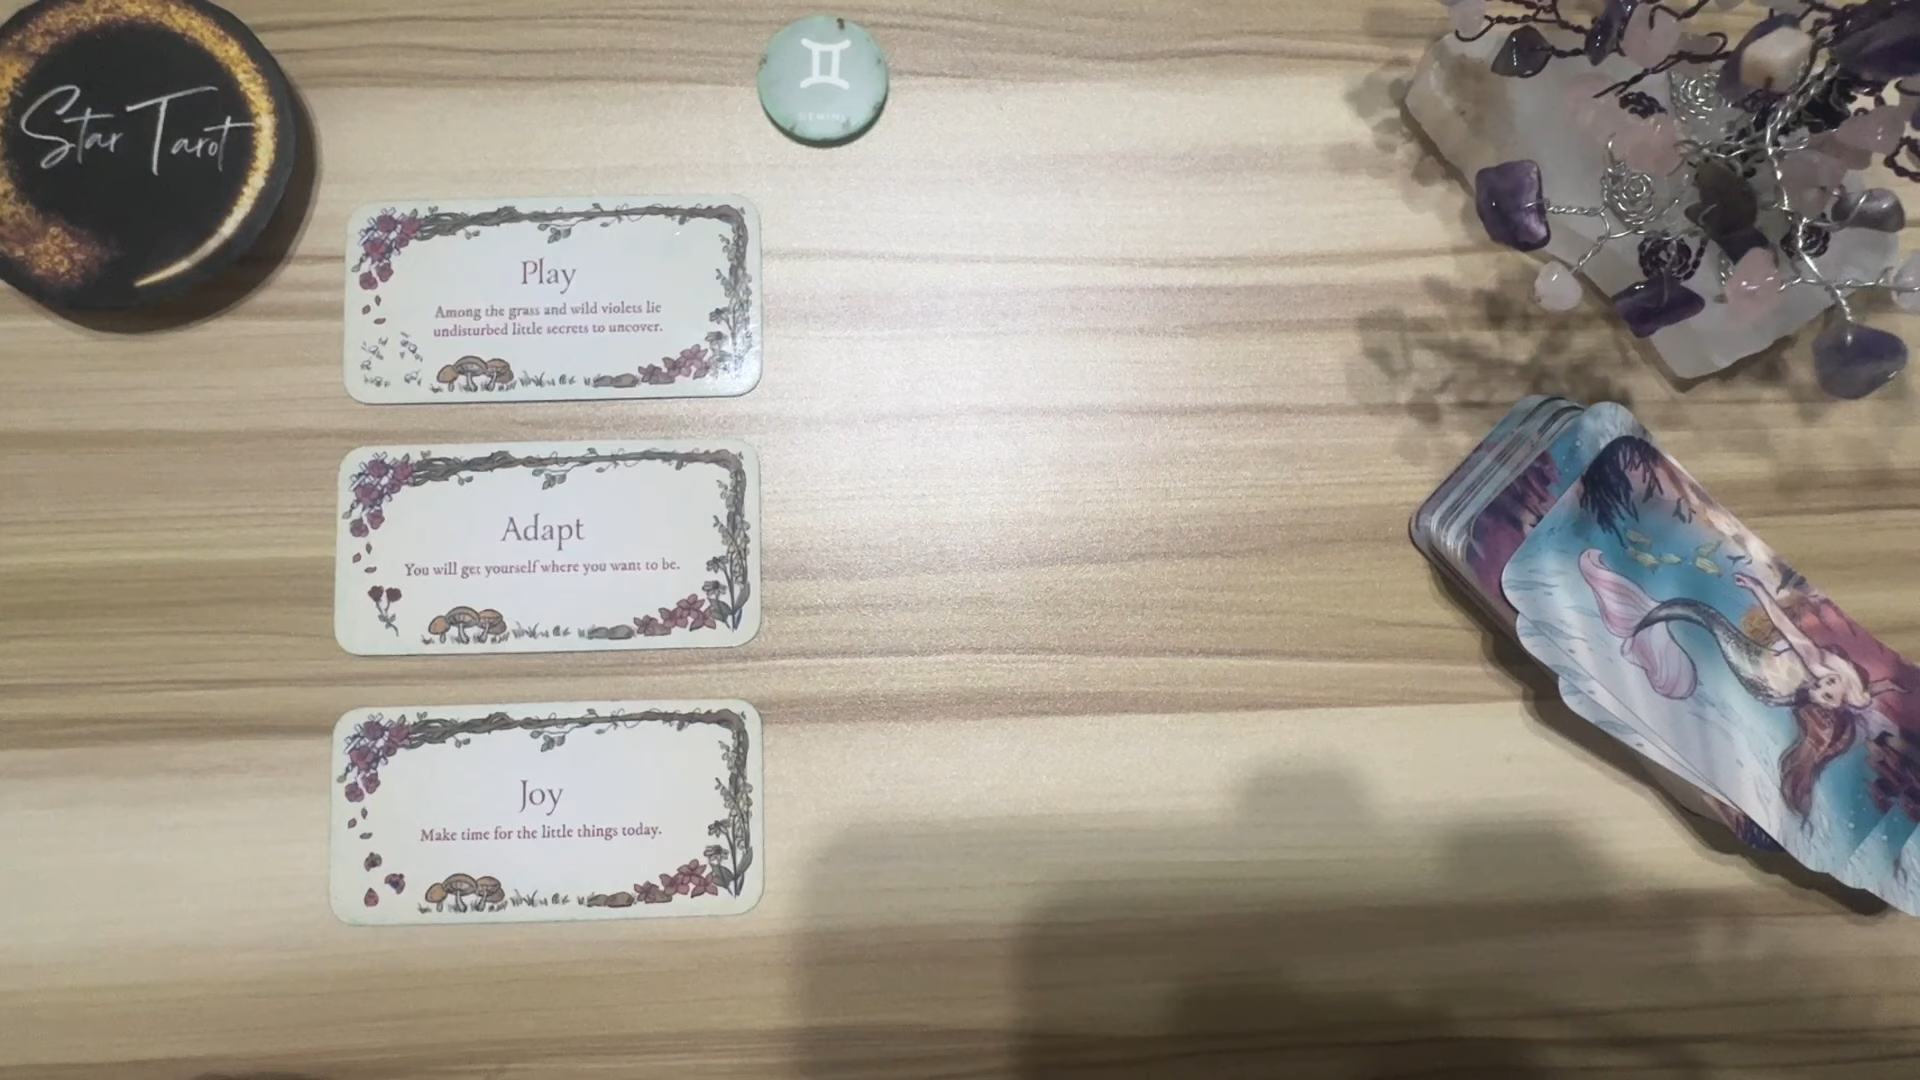 Star Tarot
GEMINI
Play
Among the grass and wild violets lie
undisturbed little secrets to uncover.
Adapt
You will get yourself where you want to be.
Joy
Make time for the little things today.